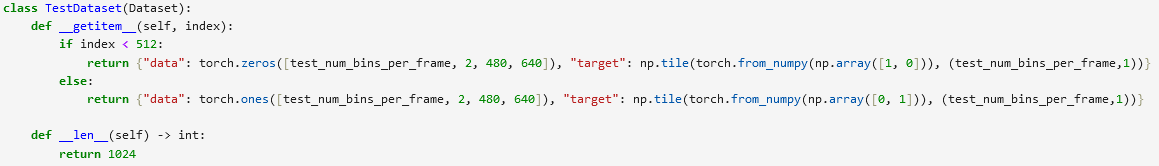 class TestDataset(Dataset):
    def __getitem__(self, index):
        if index < 512:
            return {"data": torch.zeros([test_num_bins_per_frame, 2, 480, 640]), "target": np.tile(torch.from_numpy(np.array([1, 0])), (test_num_bins_per_frame,1))}
        else:
            return {"data": torch.ones([test_num_bins_per_frame, 2, 480, 640]), "target": np.tile(torch.from_numpy(np.array([0, 1])), (test_num_bins_per_frame,1))}
    def __len__(self) -> int:
        return 1024